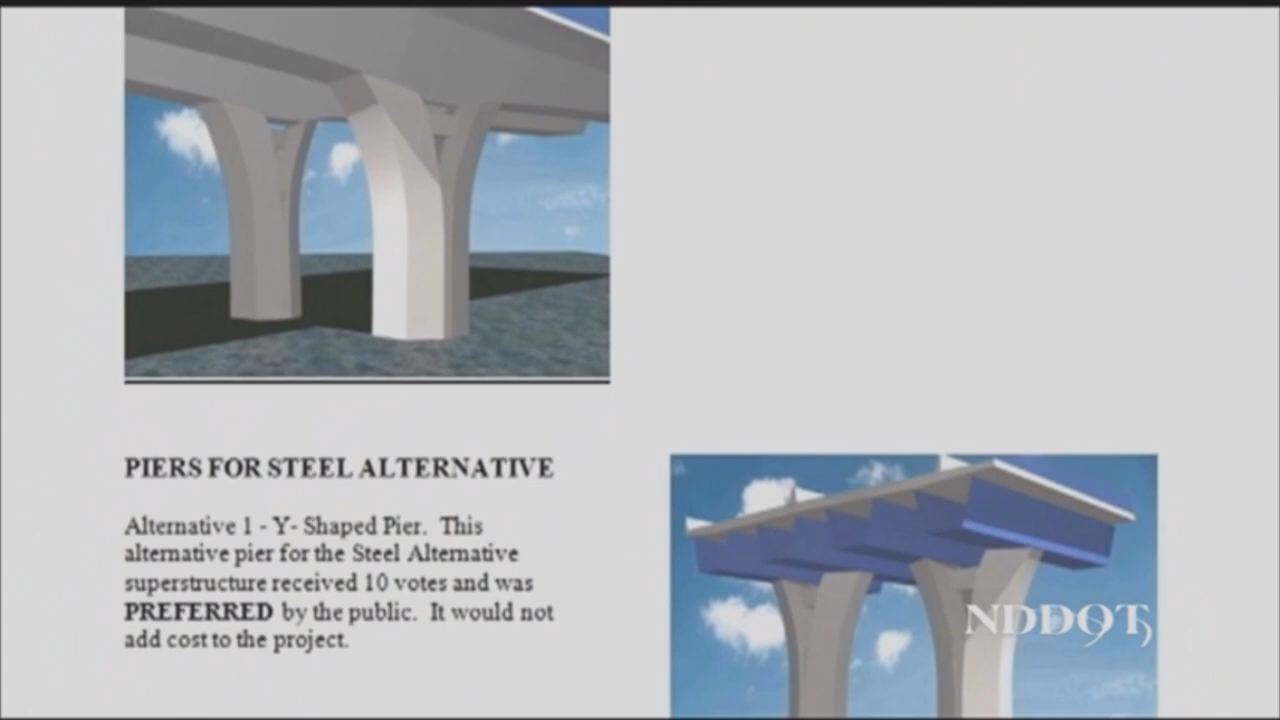 PIERS FOR STEEL ALTERNATIVE
Alternative 1 - Y- Shaped Pier.  This
alternative pier for the Steel Alternative
superstructure received 10 votes and was
PREFERRED by the public.  It would not
add cost to the project.
NDDOT